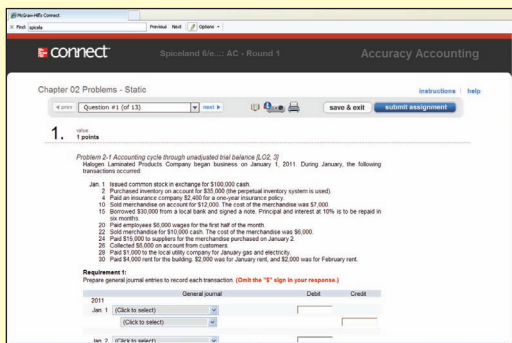 McGraw-Hill's Connect
Find: spicela Previous Next Options
connect Spiceland 6/e...: AC - Round 1 Accuracy Accounting
Chapter 02 Problems - Static instructions | help
prev Question #1 (of 13) next save & exit submit assignment
1. value
1 points
Problem 2-1 Accounting cycle through unadjusted trial balance [LO2, 3]
Halogen Laminated Products Company began business on January 1, 2011. During January, the following
transactions occurred:
Jan. 1 Issued common stock in exchange for $100,000 cash.
2 Purchased inventory on account for $35,000 (the perpetual inventory system is used).
4 Paid an insurance company $2,400 for a one-year insurance policy.
10 Sold merchandise on account for $12,000. The cost of the merchandise was $7,000.
15 Borrowed $30,000 from a local bank and signed a note. Principal and interest at 10% is to be repaid in
six months.
20 Paid employees $6,000 wages for the first half of the month.
22 Sold merchandise for $10,000 cash. The cost of the merchandise was $6,000.
24 Paid $15,000 to suppliers for the merchandise purchased on January 2.
26 Collected $6,000 on account from customers.
28 Paid $1,000 to the local utility company for January gas and electricity.
30 Paid $4,000 rent for the building. $2,000 was for January rent, and $2,000 was for February rent.
Requirement 1:
Prepare general journal entries to record each transaction. (Omit the "$" sign in your response.)
General journal Debit Credit
2011
Jan. 1 (Click to select)
(Click to select)
Jan. 2 (Click to select)